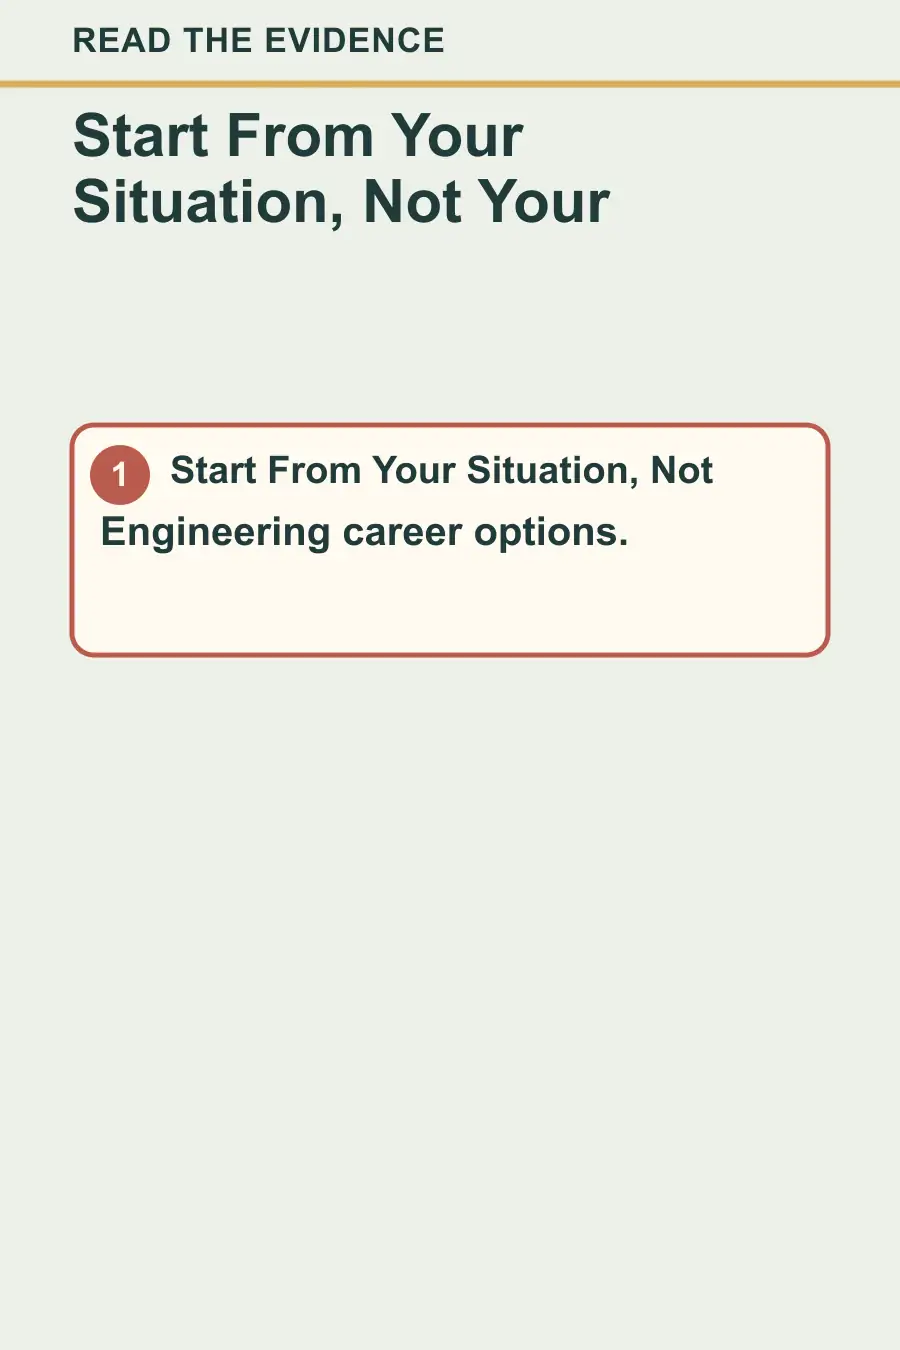 READ THE EVIDENCE
Start From Your
Situation, Not Your
1 Start From Your Situation, Not
Engineering career options.